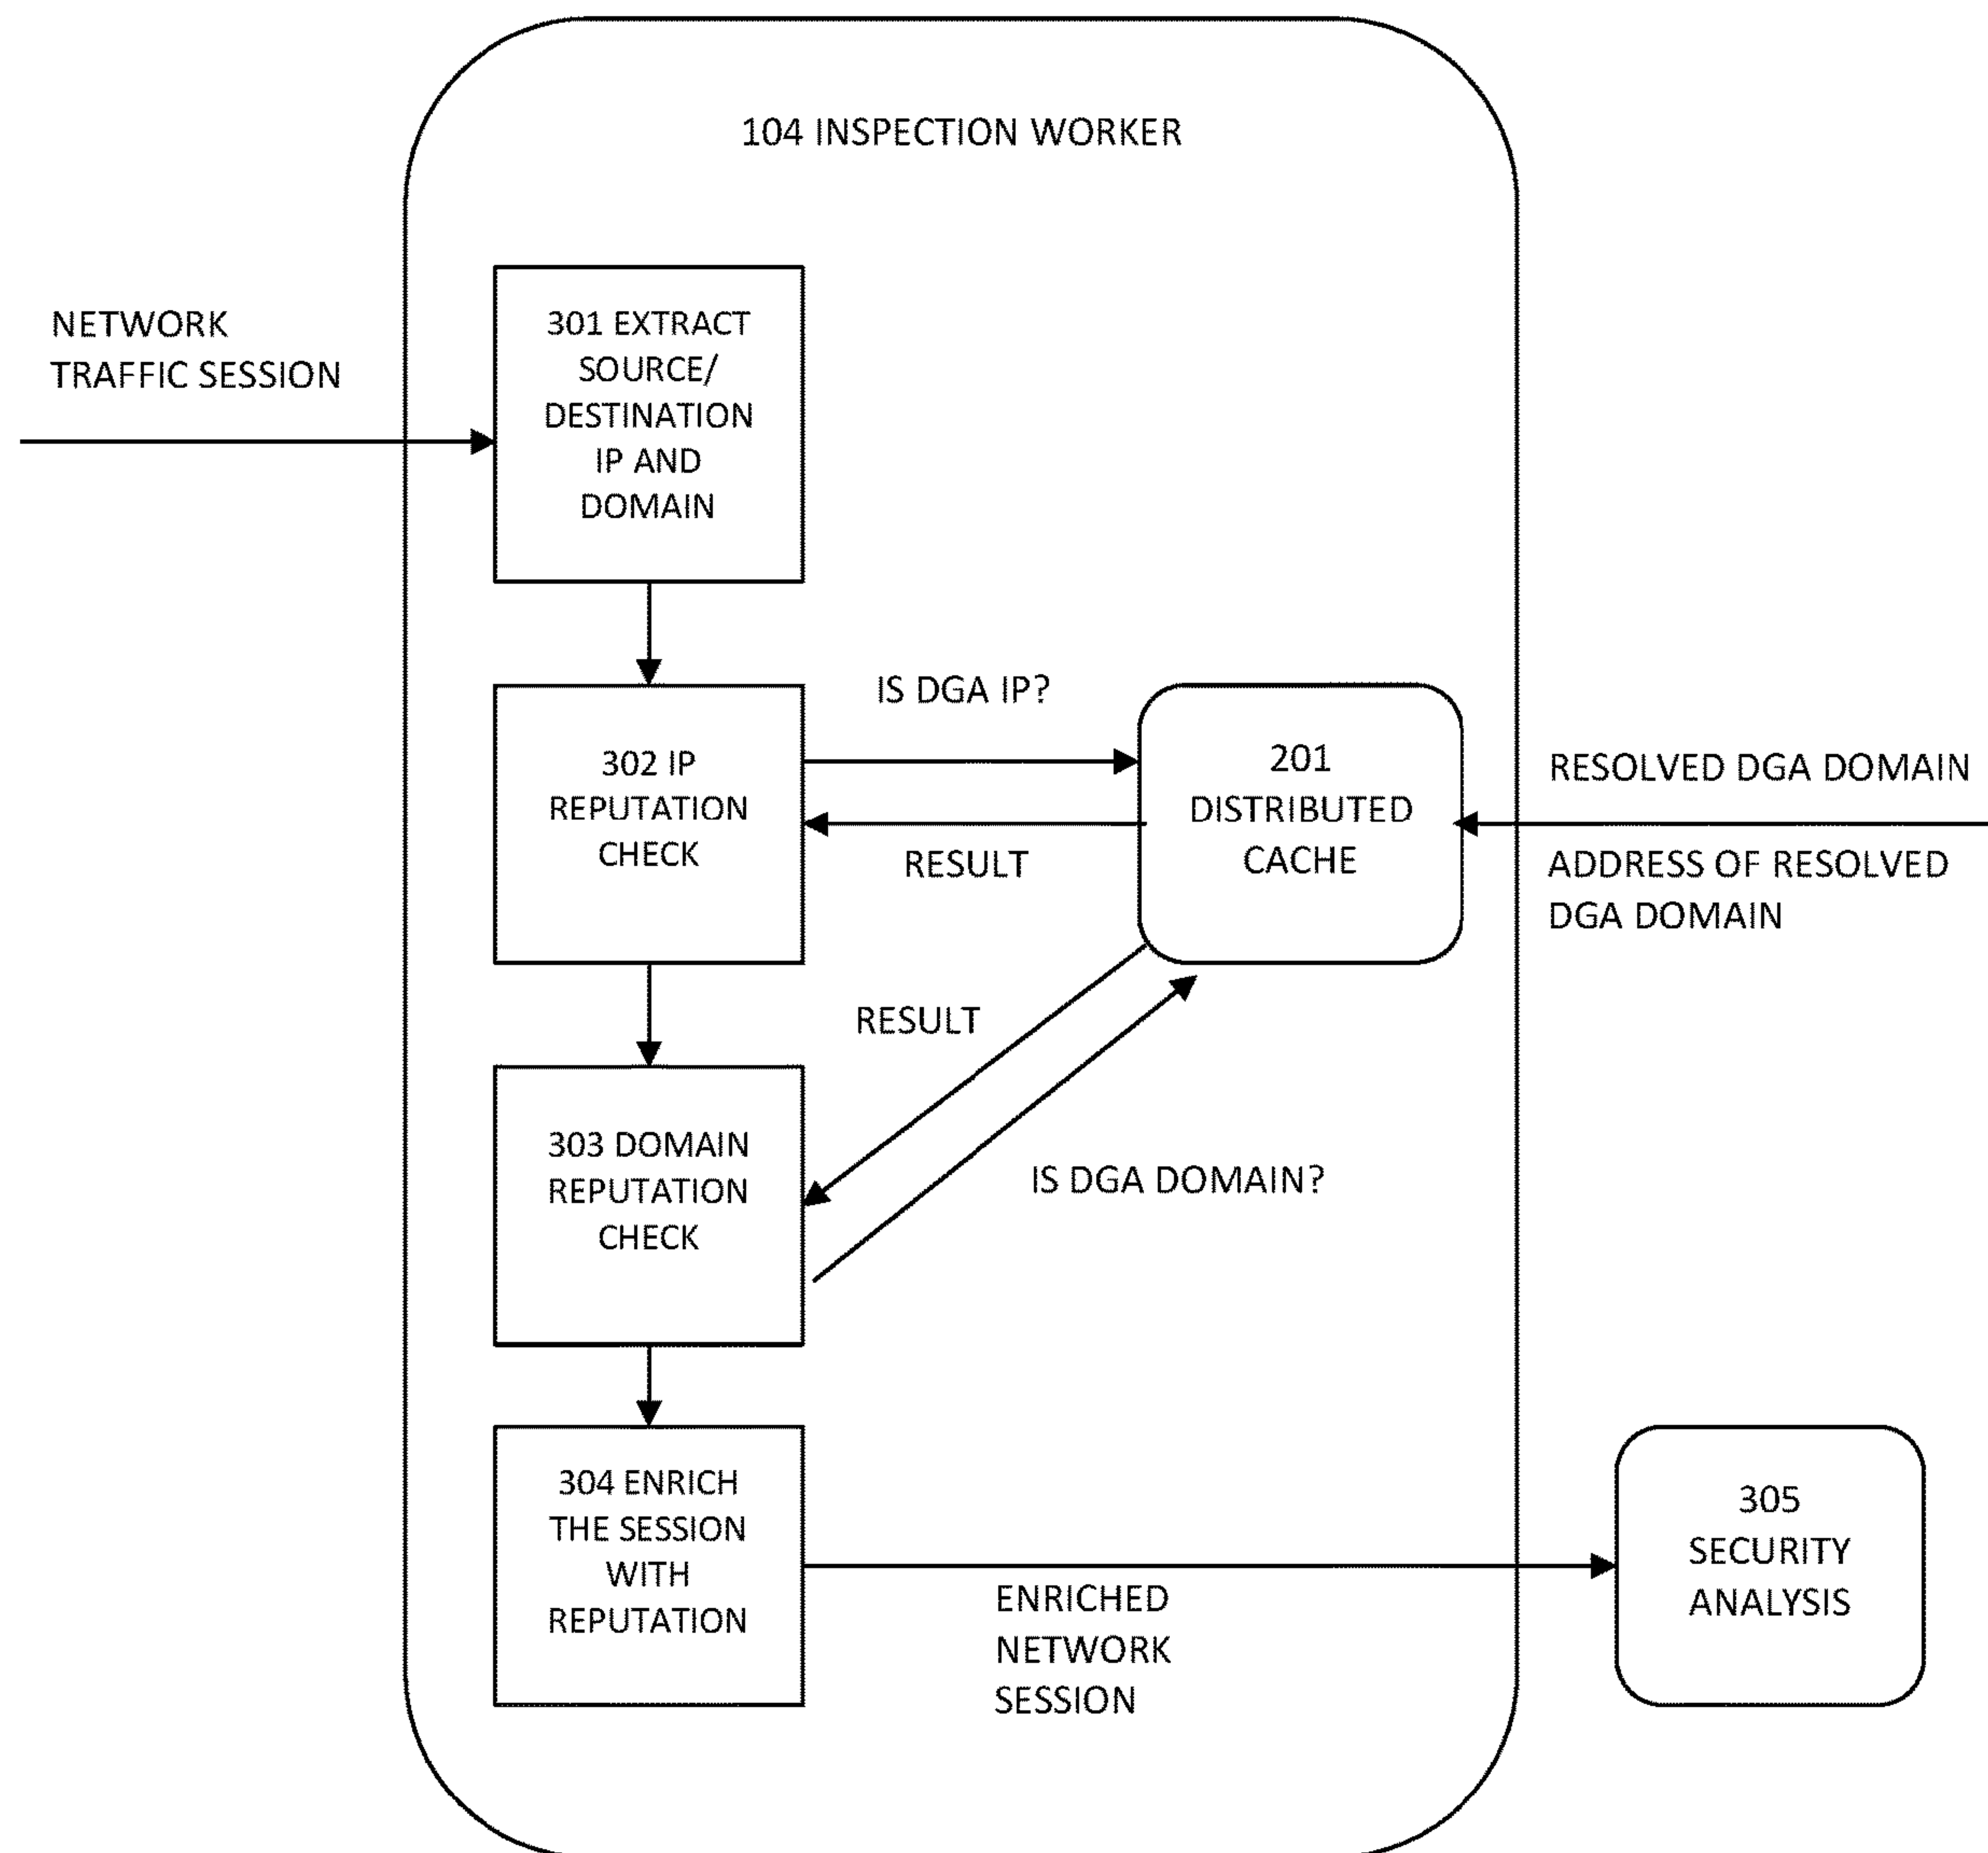 104 INSPECTION WORKER
NETWORK
TRAFFIC SESSION
301 EXTRACT
SOURCE/
DESTINATION
IP AND
DOMAIN
302 IP
REPUTATION
CHECK
IS DGA IP?
RESULT
201
DISTRIBUTED
CACHE
RESOLVED DGA DOMAIN
ADDRESS OF RESOLVED
DGA DOMAIN
RESULT
IS DGA DOMAIN?
303 DOMAIN
REPUTATION
CHECK
304 ENRICH
THE SESSION
WITH
REPUTATION
ENRICHED
NETWORK
SESSION
305
SECURITY
ANALYSIS